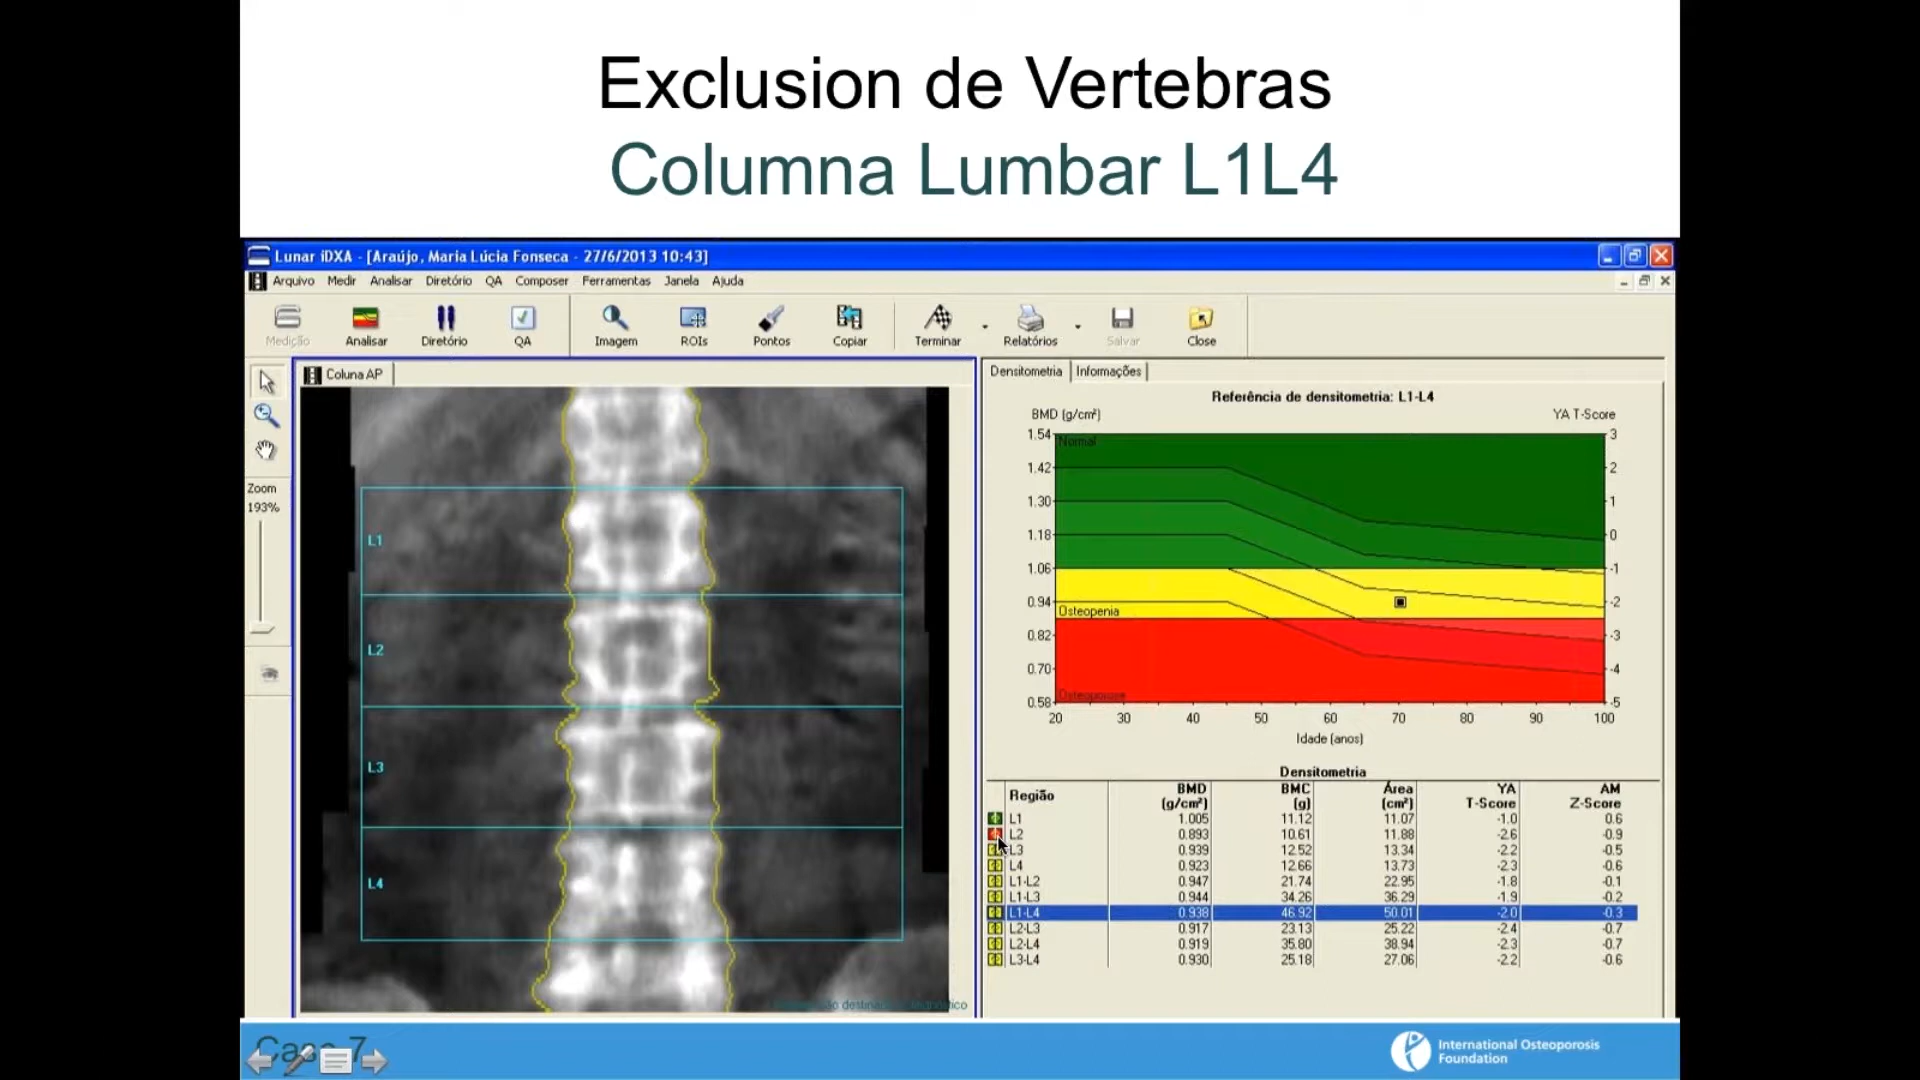 Exclusion de Vertebras
Columna Lumbar L1L4
Lunar iDXA - [Araújo, Maria Lúcia Fonseca - 27/6/2013 10:43]
Arquivo Medir Analisar Diretório QA Composer Ferramentas Janela Ajuda
Medição Analisar Diretório QA Imagem ROIs Pontos Copiar Terminar Relatórios Salvar Close
Coluna AP
Zoom
193%
L1
L2
L3
L4
Densitometria Informações
Referência de densitometria: L1-L4
BMD (g/cm²) YA T-Score
1.54 Normal 3
1.42 2
1.30 1
1.18 0
1.06 -1
0.94 -2
Osteopenia
0.82 -3
0.70 -4
Osteoporose
0.58 -5
20 30 40 50 60 70 80 90 100
Idade (anos)
Densitometria
Região BMD (g/cm²) BMC (g) Área (cm²) YA T-Score AM Z-Score
L1 1.005 11.12 11.07 -1.0 0.6
L2 0.893 10.61 11.88 -2.6 -0.9
L3 0.939 12.52 13.34 -2.2 -0.5
L4 0.923 12.66 13.73 -2.3 -0.6
L1-L2 0.947 21.74 22.95 -1.8 -0.1
L1-L3 0.944 34.26 36.29 -1.9 -0.2
L1-L4 0.938 46.92 50.01 -2.0 -0.3
L2-L3 0.917 23.13 25.22 -2.4 -0.7
L2-L4 0.919 35.80 38.94 -2.3 -0.7
L3-L4 0.930 25.18 27.06 -2.2 -0.6
Caso 7
International Osteoporosis
Foundation